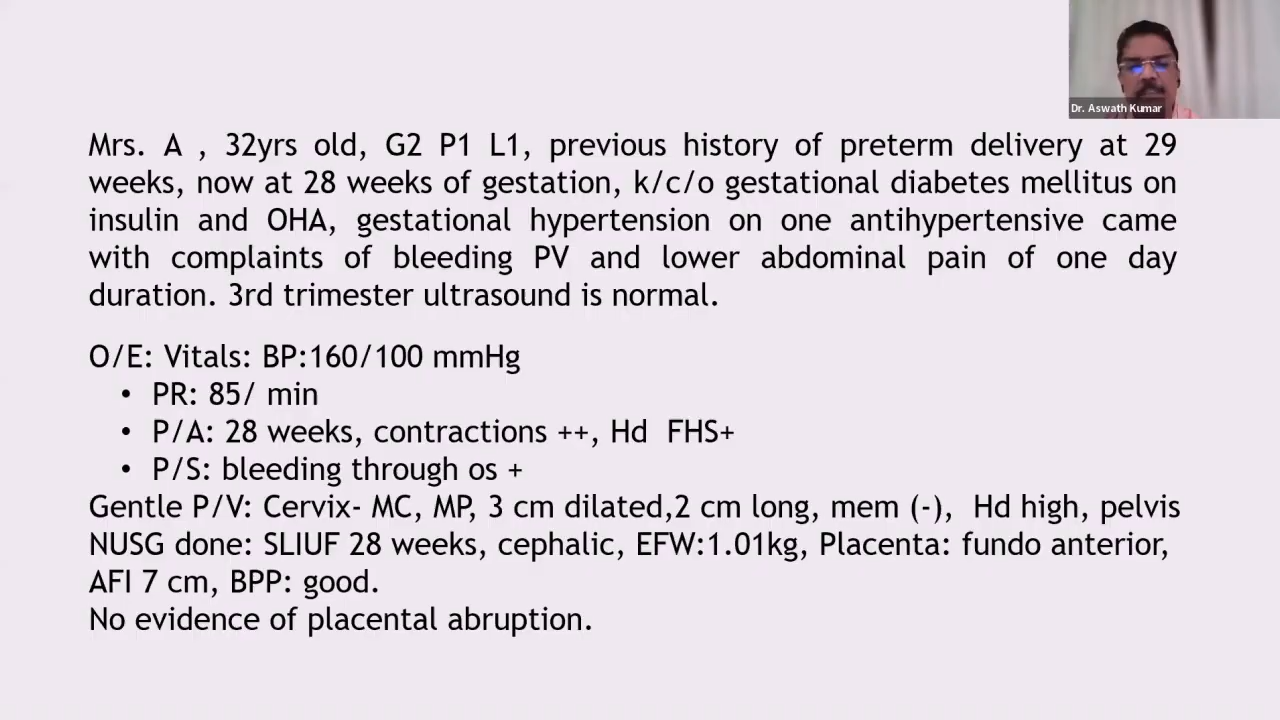 Dr. Aswath Kumar
Mrs. A , 32yrs old, G2 P1 L1, previous history of preterm delivery at 29
weeks, now at 28 weeks of gestation, k/c/o gestational diabetes mellitus on
insulin and OHA, gestational hypertension on one antihypertensive came
with complaints of bleeding PV and lower abdominal pain of one day
duration. 3rd trimester ultrasound is normal.
O/E: Vitals: BP:160/100 mmHg
• PR: 85/ min
• P/A: 28 weeks, contractions ++, Hd FHS+
• P/S: bleeding through os +
Gentle P/V: Cervix- MC, MP, 3 cm dilated,2 cm long, mem (-), Hd high, pelvis
NUSG done: SLIUF 28 weeks, cephalic, EFW:1.01kg, Placenta: fundo anterior,
AFI 7 cm, BPP: good.
No evidence of placental abruption.